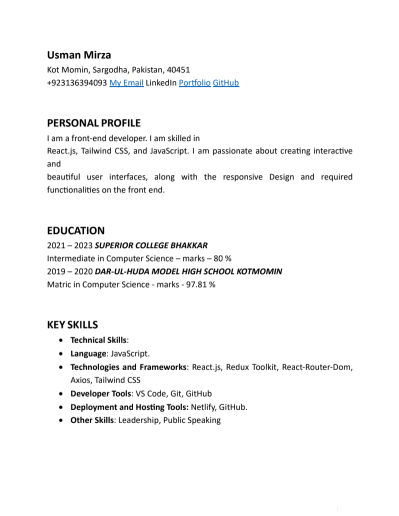 Usman Mirza
Kot Momin, Sargodha, Pakistan, 40451
+923136394093 My Email LinkedIn Portfolio GitHub
PERSONAL PROFILE
I am a front-end developer. I am skilled in
React.js, Tailwind CSS, and JavaScript. I am passionate about creating interactive
and
beautiful user interfaces, along with the responsive Design and required
functionalities on the front end.
EDUCATION
2021 – 2023 SUPERIOR COLLEGE BHAKKAR
Intermediate in Computer Science – marks – 80 %
2019 – 2020 DAR-UL-HUDA MODEL HIGH SCHOOL KOTMOMIN
Matric in Computer Science - marks - 97.81 %
KEY SKILLS
• Technical Skills:
• Language: JavaScript.
• Technologies and Frameworks: React.js, Redux Toolkit, React-Router-Dom,
Axios, Tailwind CSS
• Developer Tools: VS Code, Git, GitHub
• Deployment and Hosting Tools: Netlify, GitHub.
• Other Skills: Leadership, Public Speaking